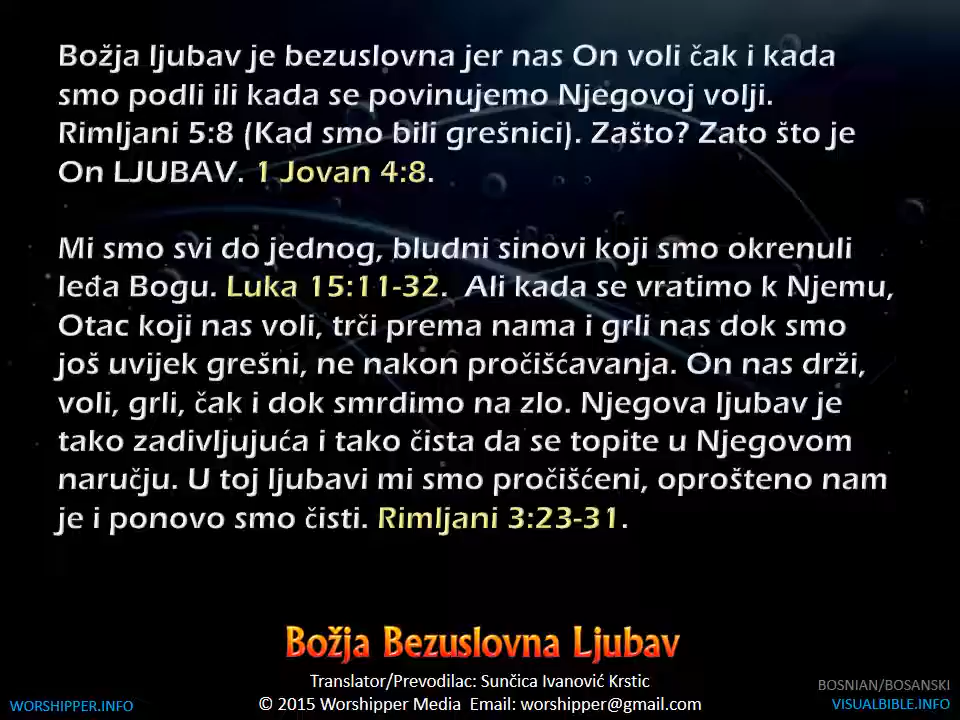 Božja ljubav je bezuslovna jer nas On voli čak i kada
smo podli ili kada se povinujemo Njegovoj volji.
Rimljani 5:8 (Kad smo bili grešnici). Zašto? Zato što je
On LJUBAV. 1 Jovan 4:8.
Mi smo svi do jednog, bludni sinovi koji smo okrenuli
leđa Bogu. Luka 15:11-32. Ali kada se vratimo k Njemu,
Otac koji nas voli, trči prema nama i grli nas dok smo
još uvijek grešni, ne nakon pročišćavanja. On nas drži,
voli, grli, čak i dok smrdimo na zlo. Njegova ljubav je
tako zadivljujuća i tako čista da se topite u Njegovom
naručju. U toj ljubavi mi smo pročišćeni, oprošteno nam
je i ponovo smo čisti. Rimljani 3:23-31.
Božja Bezuslovna Ljubav
Translator/Prevodilac: Sunčica Ivanović Krstic
© 2015 Worshipper Media Email: worshipper@gmail.com
WORSHIPPER.INFO
BOSNIAN/BOSANSKI
VISUALBIBLE.INFO